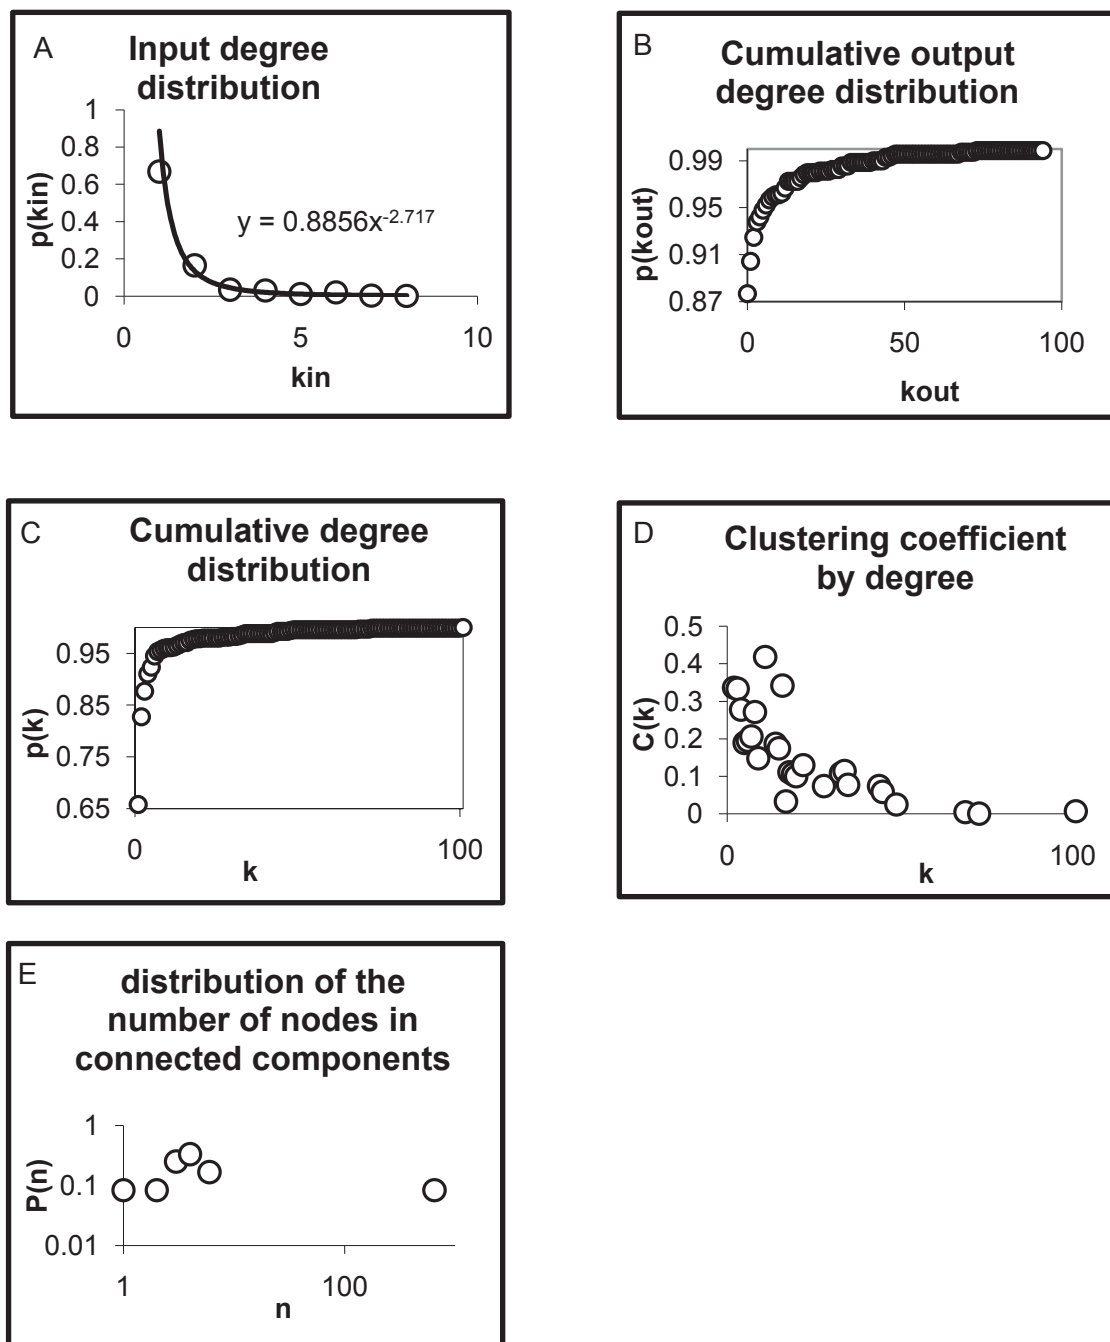 A
Input degree
distribution
1
0.8
0.6
0.4
0.2
0
p(kin)
y = 0.8856x^-2.717
0 5 10
kin
B
Cumulative output
degree distribution
0.99
0.95
0.91
0.87
p(kout)
0 50 100
kout
C
Cumulative degree
distribution
0.95
0.85
0.75
0.65
p(k)
0 100
k
D
Clustering coefficient
by degree
0.5
0.4
0.3
0.2
0.1
0
C(k)
0 100
k
E
distribution of the
number of nodes in
connected components
1
0.1
0.01
P(n)
1 100
n